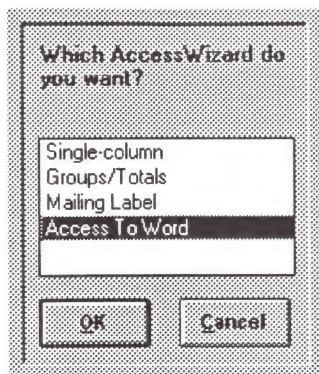 Which AccessWizard do
you want?
Single-column
Groups/Totals
Mailing Label
Access To Word
OK
Cancel